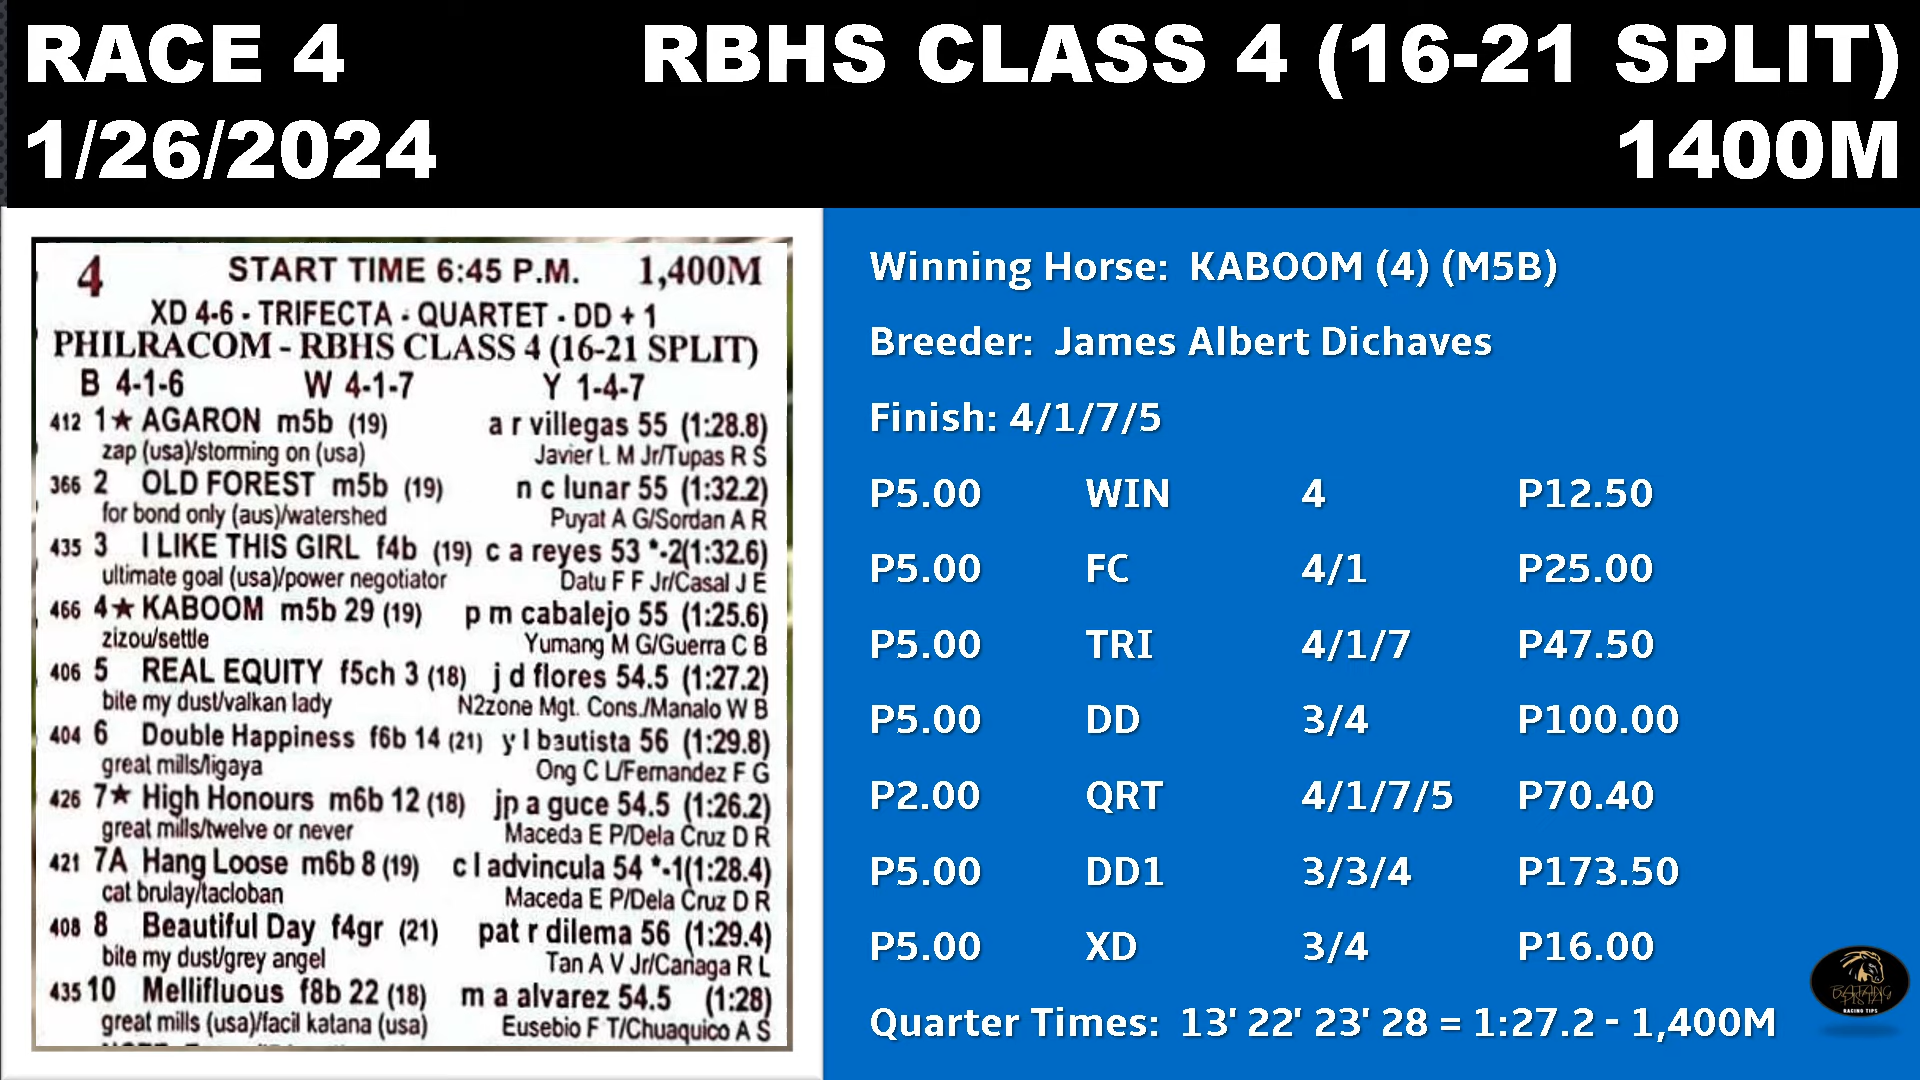 RACE 4 RBHS CLASS 4 (16-21 SPLIT)
1/26/2024 1400M
4 START TIME 6:45 P.M. 1,400M
XD 4-6 - TRIFECTA - QUARTET - DD + 1
PHILRACOM - RBHS CLASS 4 (16-21 SPLIT)
B 4-1-6 W 4-1-7 Y 1-4-7
412 1★ AGARON m5b (19) a r villegas 55 (1:28.8)
zap (usa)/storming on (usa) Javier L M Jr/Tupas R S
366 2 OLD FOREST m5b (19) n c lunar 55 (1:32.2)
for bond only (aus)/watershed Puyat A G/Sordan A R
435 3 I LIKE THIS GIRL f4b (19) c a reyes 53 *-2(1:32.6)
ultimate goal (usa)/power negotiator Datu F F Jr/Casal J E
466 4★ KABOOM m5b 29 (19) p m cabalejo 55 (1:25.6)
zizou/settle Yumang M G/Guerra C B
406 5 REAL EQUITY f5ch 3 (18) j d flores 54.5 (1:27.2)
bite my dust/valkan lady N2zone Mgt. Cons./Manalo W B
404 6 Double Happiness f6b 14 (21) y l bautista 56 (1:29.8)
great mills/ligaya Ong C L/Fernandez F G
426 7★ High Honours m6b 12 (18) jp a guce 54.5 (1:26.2)
great mills/twelve or never Maceda E P/Dela Cruz D R
421 7A Hang Loose m6b 8 (19) c l advincula 54 *-1(1:28.4)
cat brulay/tacloban Maceda E P/Dela Cruz D R
408 8 Beautiful Day f4gr (21) pat r dilema 56 (1:29.4)
bite my dust/grey angel Tan A V Jr/Canaga R L
435 10 Mellifluous f8b 22 (18) m a alvarez 54.5 (1:28)
great mills (usa)/facil katana (usa) Eusebio F T/Chuaquico A S
Winning Horse: KABOOM (4) (M5B)
Breeder: James Albert Dichaves
Finish: 4/1/7/5
P5.00 WIN 4 P12.50
P5.00 FC 4/1 P25.00
P5.00 TRI 4/1/7 P47.50
P5.00 DD 3/4 P100.00
P2.00 QRT 4/1/7/5 P70.40
P5.00 DD1 3/3/4 P173.50
P5.00 XD 3/4 P16.00
Quarter Times: 13' 22' 23' 28 = 1:27.2 - 1,400M
BATANG
PISTA
RACING TIPS